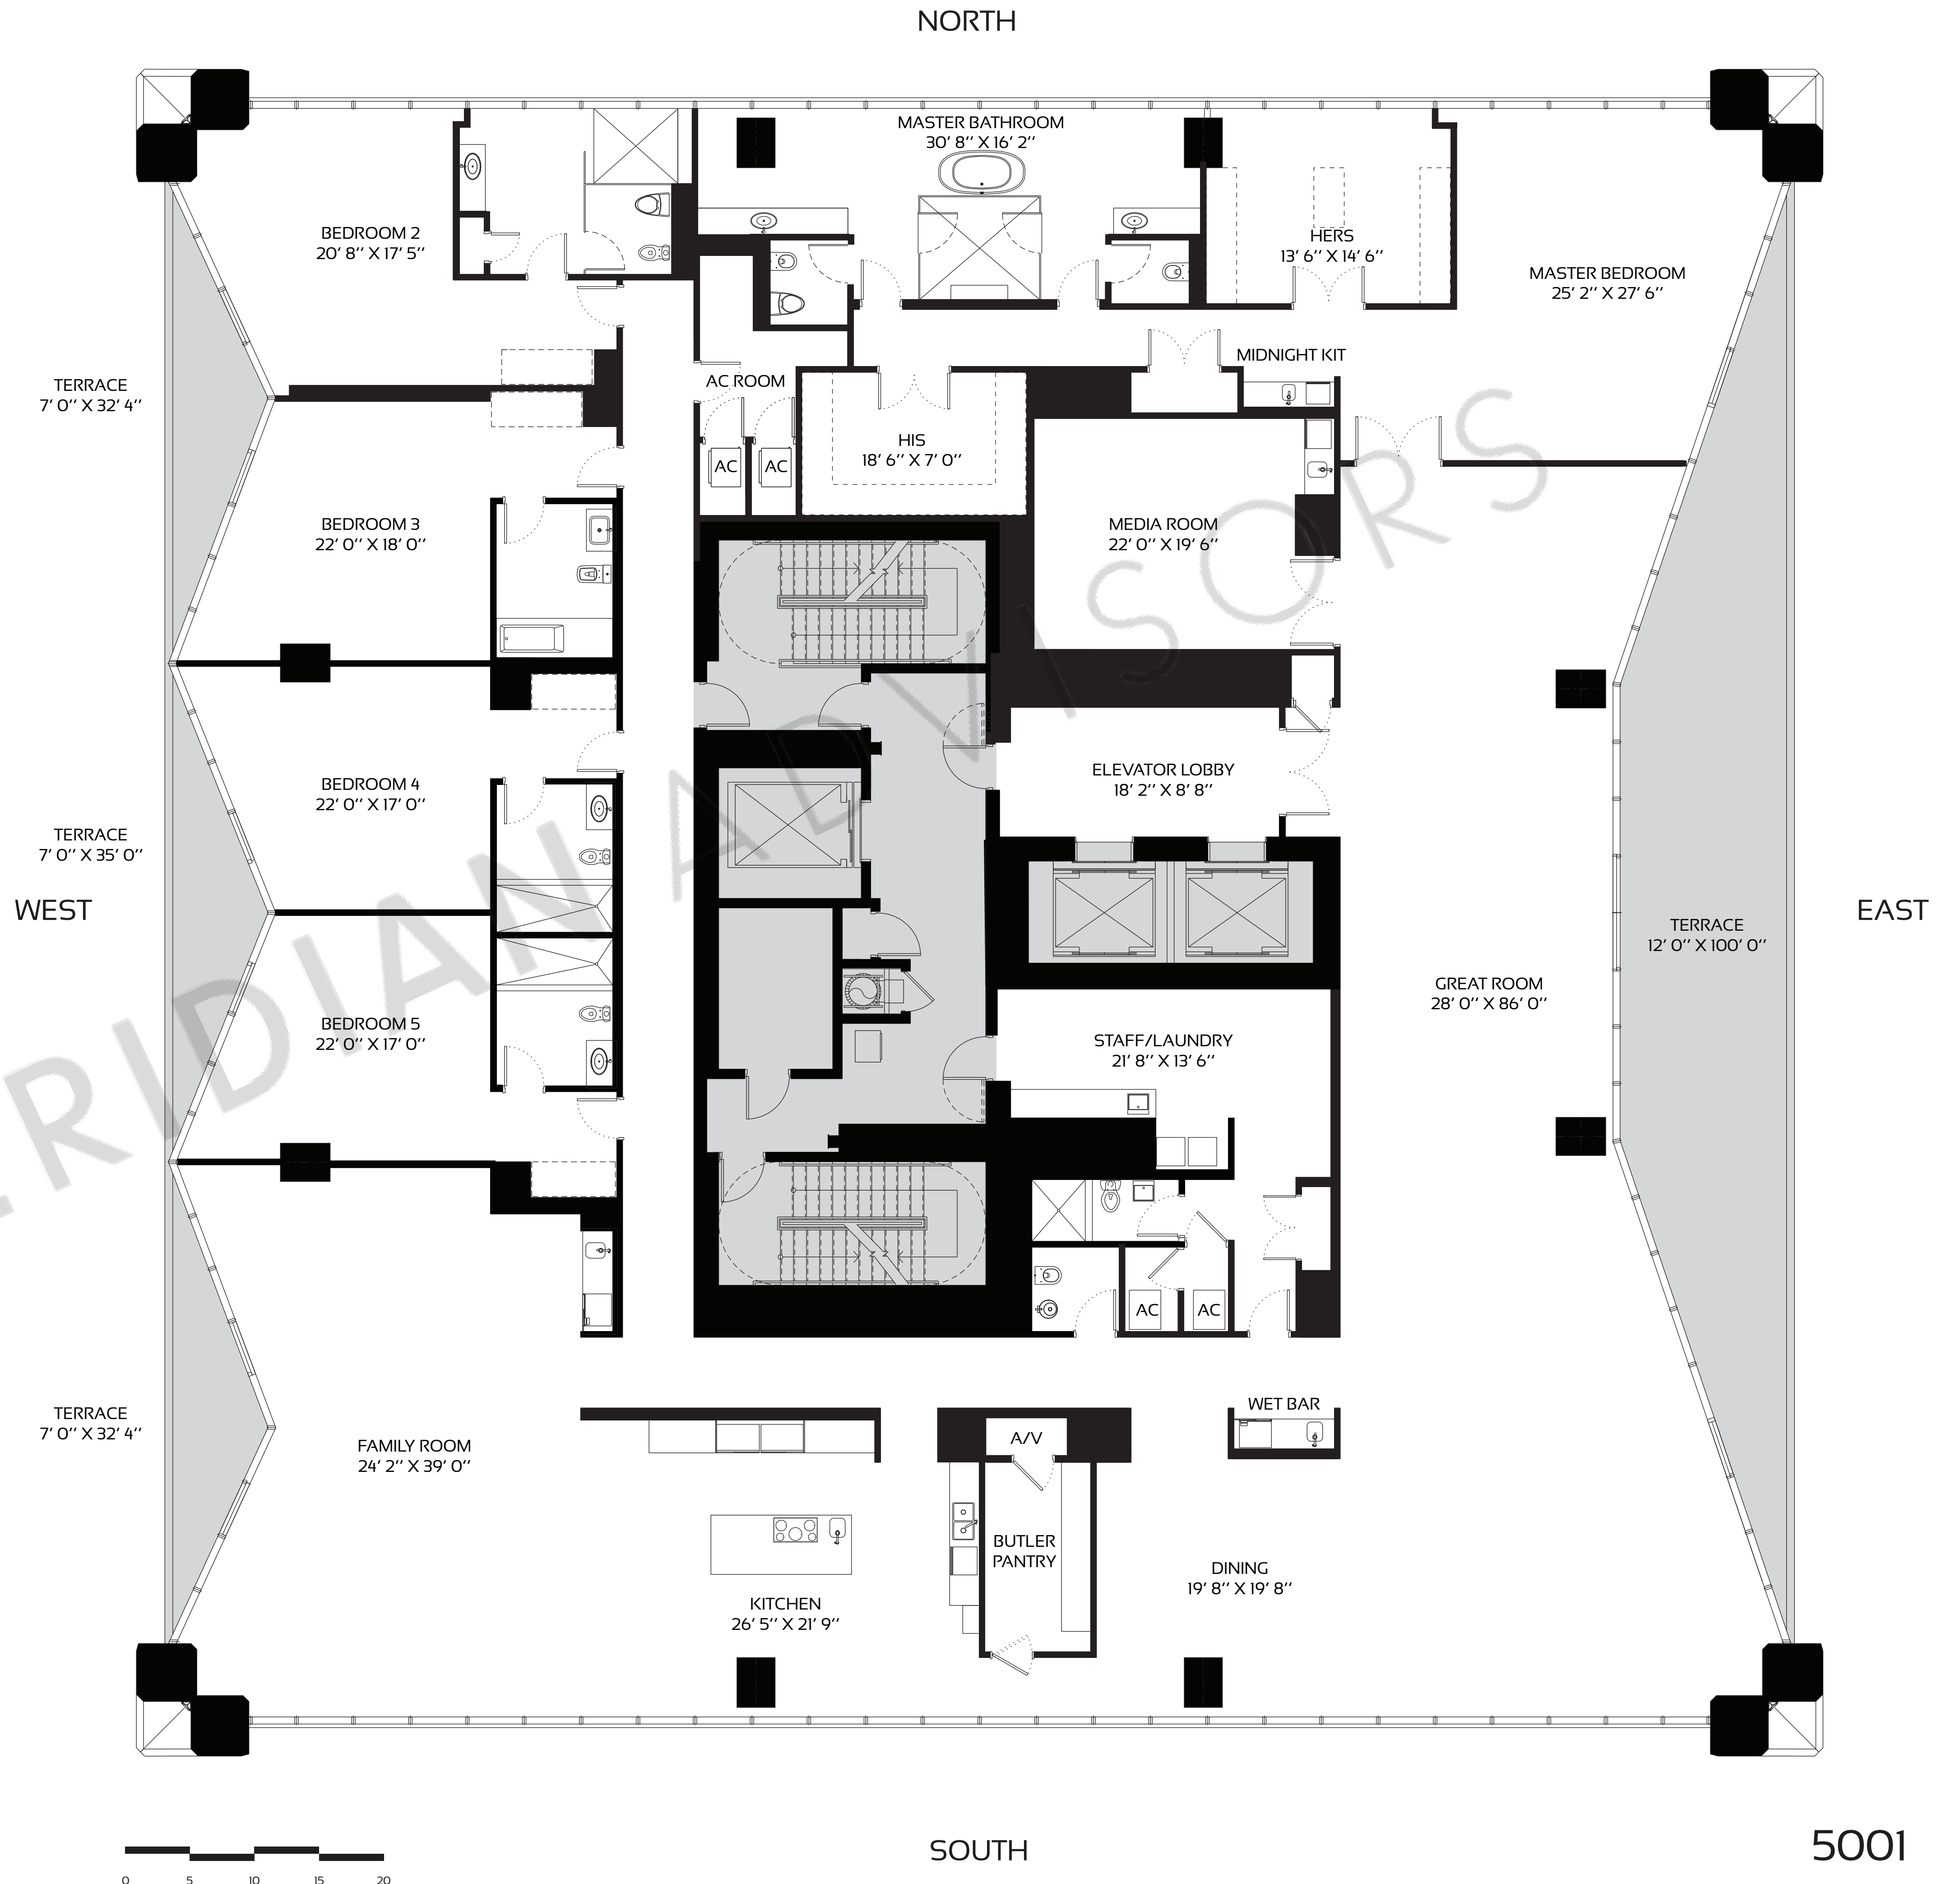 NORTH
MASTER BATHROOM
30’ 8’’ X 16’ 2’’
BEDROOM 2
20’ 8’’ X 17’ 5’’
HERS
13’ 6’’ X 14’ 6’’
MASTER BEDROOM
25’ 2’’ X 27’ 6’’
MIDNIGHT KIT
TERRACE
7’ 0’’ X 32’ 4’’
AC ROOM
HIS
18’ 6’’ X 7’ 0’’
AC
AC
BEDROOM 3
22’ 0’’ X 18’ 0’’
MEDIA ROOM
22’ 0’’ X 19’ 6’’
ELEVATOR LOBBY
18’ 2’’ X 8’ 8’’
BEDROOM 4
22’ 0’’ X 17’ 0’’
TERRACE
7’ 0’’ X 35’ 0’’
WEST
EAST
TERRACE
12’ 0’’ X 100’ 0’’
GREAT ROOM
28’ 0’’ X 86’ 0’’
BEDROOM 5
22’ 0’’ X 17’ 0’’
STAFF/LAUNDRY
21’ 8’’ X 13’ 6’’
AC
AC
WET BAR
TERRACE
7’ 0’’ X 32’ 4’’
A/V
FAMILY ROOM
24’ 2’’ X 39’ 0’’
BUTLER
PANTRY
DINING
19’ 8’’ X 19’ 8’’
KITCHEN
26’ 5’’ X 21’ 9’’
SOUTH
5001
0 5 10 15 20
ERIDIAN ADVISORS